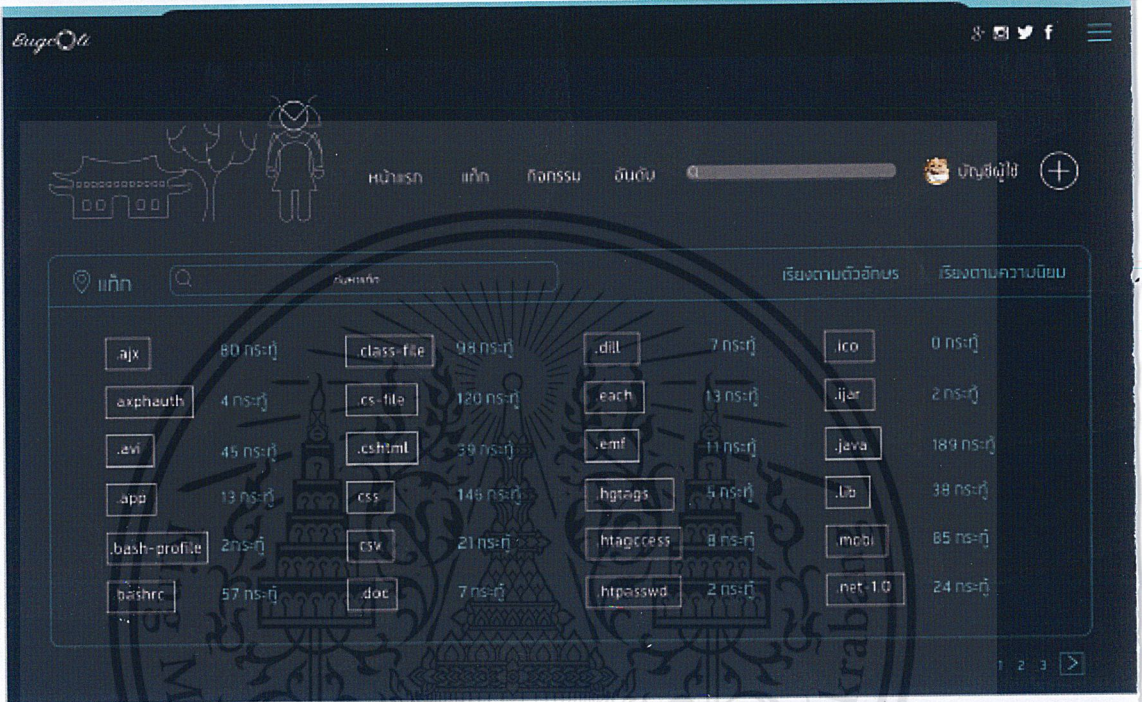 BugeOli
หน้าแรก แท็ก กิจกรรม อันดับ บัญชีผู้ใช้
แท็ก ค้นหาแท็ก เรียงตามตัวอักษร เรียงตามความนิยม
.ajx 80 กระทู้ .class-file 98 กระทู้ .dill 7 กระทู้ .ico 0 กระทู้
axphauth 4 กระทู้ .cs-file 120 กระทู้ .each 13 กระทู้ .ijar 2 กระทู้
.avi 45 กระทู้ .cshtml 39 กระทู้ .emf 11 กระทู้ .java 189 กระทู้
.app 13 กระทู้ css 146 กระทู้ .hgtags 5 กระทู้ .lib 38 กระทู้
.bash-profile 2กระทู้ csv 21 กระทู้ .htaccess 8 กระทู้ .mobi 85 กระทู้
bashrc 57 กระทู้ .doc 7 กระทู้ .htpasswd 2 กระทู้ .net-1.0 24 กระทู้
1 2 3